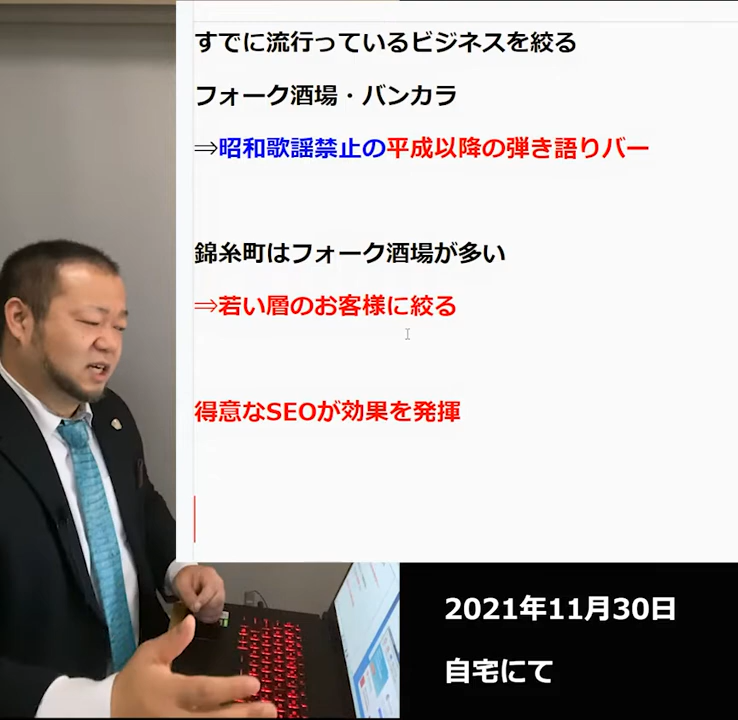 すでに流行っているビジネスを絞る
フォーク酒場・バンカラ
⇒昭和歌謡禁止の平成以降の弾き語りバー
錦糸町はフォーク酒場が多い
⇒若い層のお客様に絞る
得意なSEOが効果を発揮
2021年11月30日
自宅にて